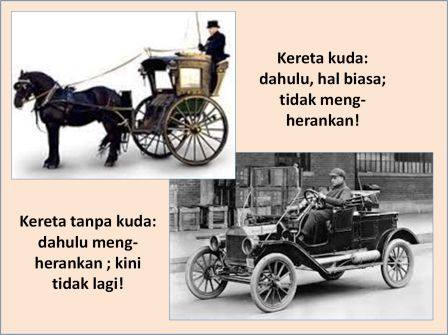 Kereta kuda:
dahulu, hal biasa;
tidak meng-
herankan!
Kereta tanpa kuda:
dahulu meng-
herankan ; kini
tidak lagi!